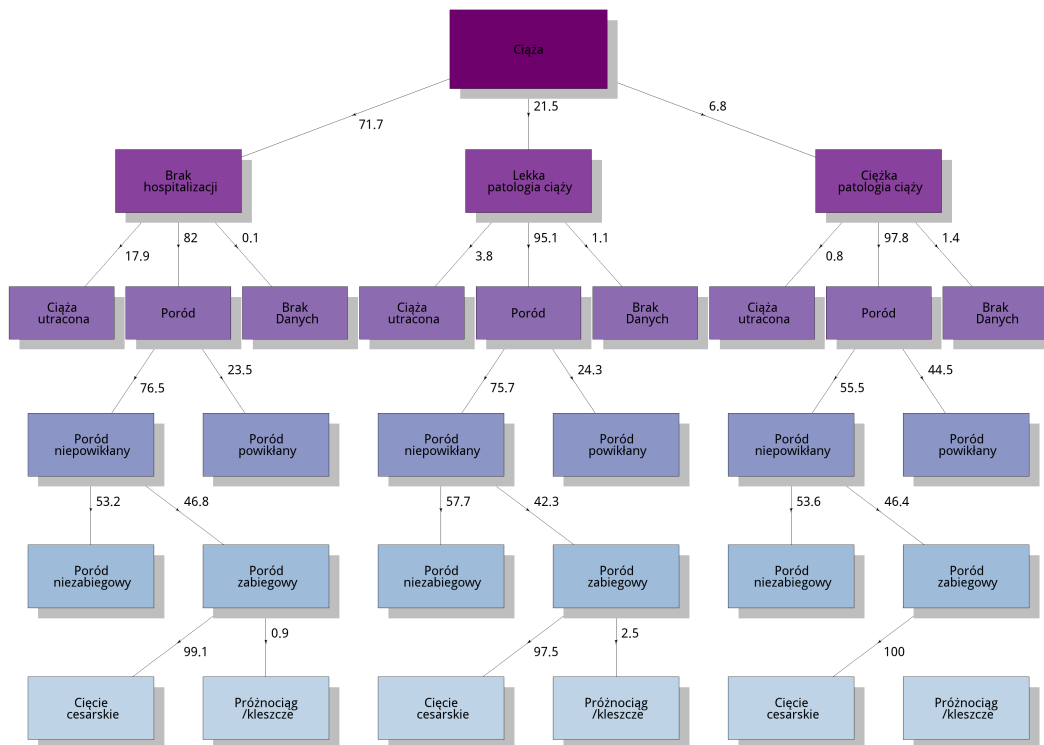 Ciąża
71.7
21.5
6.8
Brak
hospitalizacji
Lekka
patologia ciąży
Ciężka
patologia ciąży
17.9
82
0.1
3.8
95.1
1.1
0.8
97.8
1.4
Ciąża
utracona
Poród
Brak
Danych
Ciąża
utracona
Poród
Brak
Danych
Ciąża
utracona
Poród
Brak
Danych
76.5
23.5
75.7
24.3
55.5
44.5
Poród
niepowikłany
Poród
powikłany
Poród
niepowikłany
Poród
powikłany
Poród
niepowikłany
Poród
powikłany
53.2
46.8
57.7
42.3
53.6
46.4
Poród
niezabiegowy
Poród
zabiegowy
Poród
niezabiegowy
Poród
zabiegowy
Poród
niezabiegowy
Poród
zabiegowy
99.1
0.9
97.5
2.5
100
Cięcie
cesarskie
Próżnociąg
/kleszcze
Cięcie
cesarskie
Próżnociąg
/kleszcze
Cięcie
cesarskie
Próżnociąg
/kleszcze